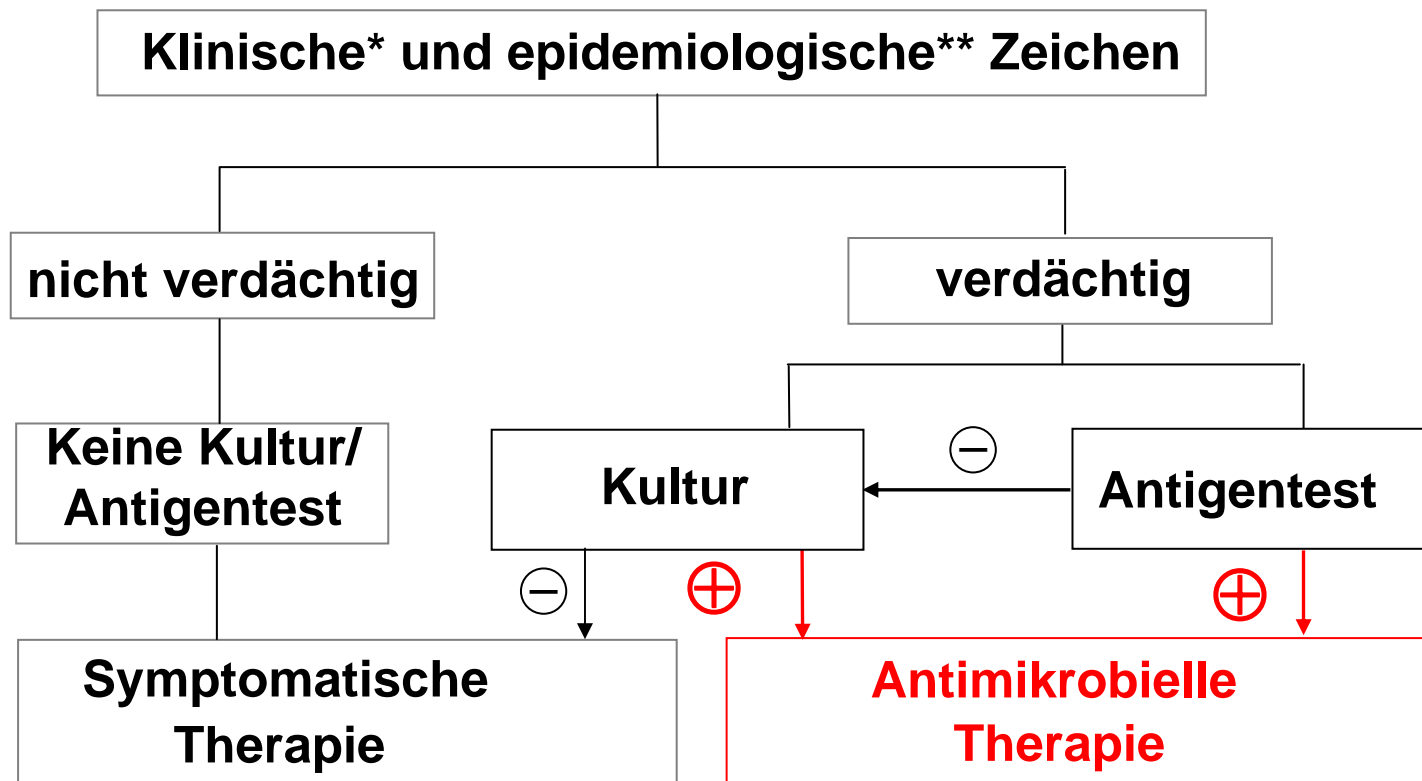 Klinische* und epidemiologische** Zeichen
nicht verdächtig
verdächtig
Keine Kultur/
Antigentest
Kultur
−
Antigentest
−
+
+
Symptomatische
Therapie
Antimikrobielle
Therapie